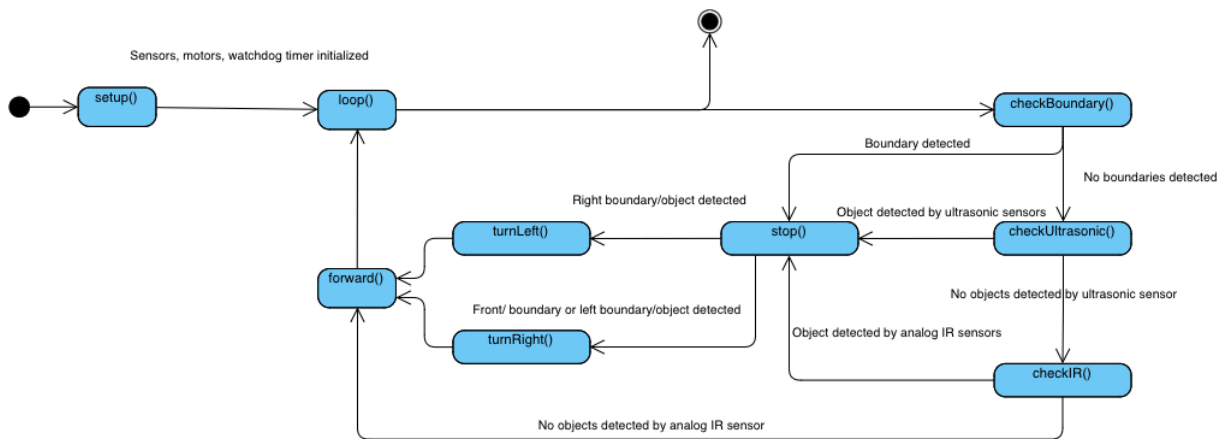 Sensors, motors, watchdog timer initialized
setup()
loop()
checkBoundary()
Boundary detected
No boundaries detected
Right boundary/object detected
Object detected by ultrasonic sensors
turnLeft()
stop()
checkUltrasonic()
forward()
No objects detected by ultrasonic sensor
Front/ boundary or left boundary/object detected
Object detected by analog IR sensors
turnRight()
checkIR()
No objects detected by analog IR sensor